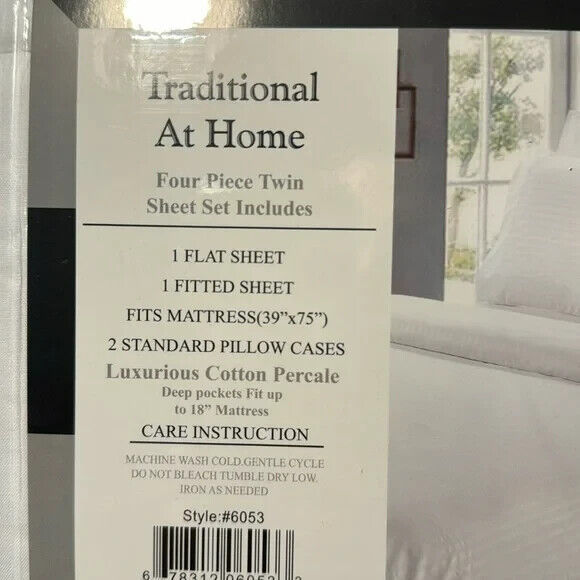 Traditional
At Home
Four Piece Twin
Sheet Set Includes
1 FLAT SHEET
1 FITTED SHEET
FITS MATTRESS(39”x75”)
2 STANDARD PILLOW CASES
Luxurious Cotton Percale
Deep pockets Fit up
to 18” Mattress
CARE INSTRUCTION
MACHINE WASH COLD.GENTLE CYCLE
DO NOT BLEACH TUMBLE DRY LOW.
IRON AS NEEDED
Style:#6053